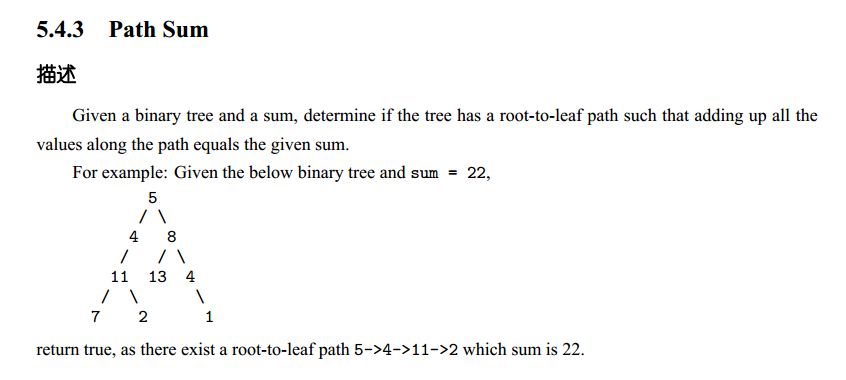 5.4.3 Path Sum
描述
Given a binary tree and a sum, determine if the tree has a root-to-leaf path such that adding up all the
values along the path equals the given sum.
For example: Given the below binary tree and sum = 22,
5
/ \
4 8
/ / \
11 13 4
/ \ \
7 2 1
return true, as there exist a root-to-leaf path 5->4->11->2 which sum is 22.